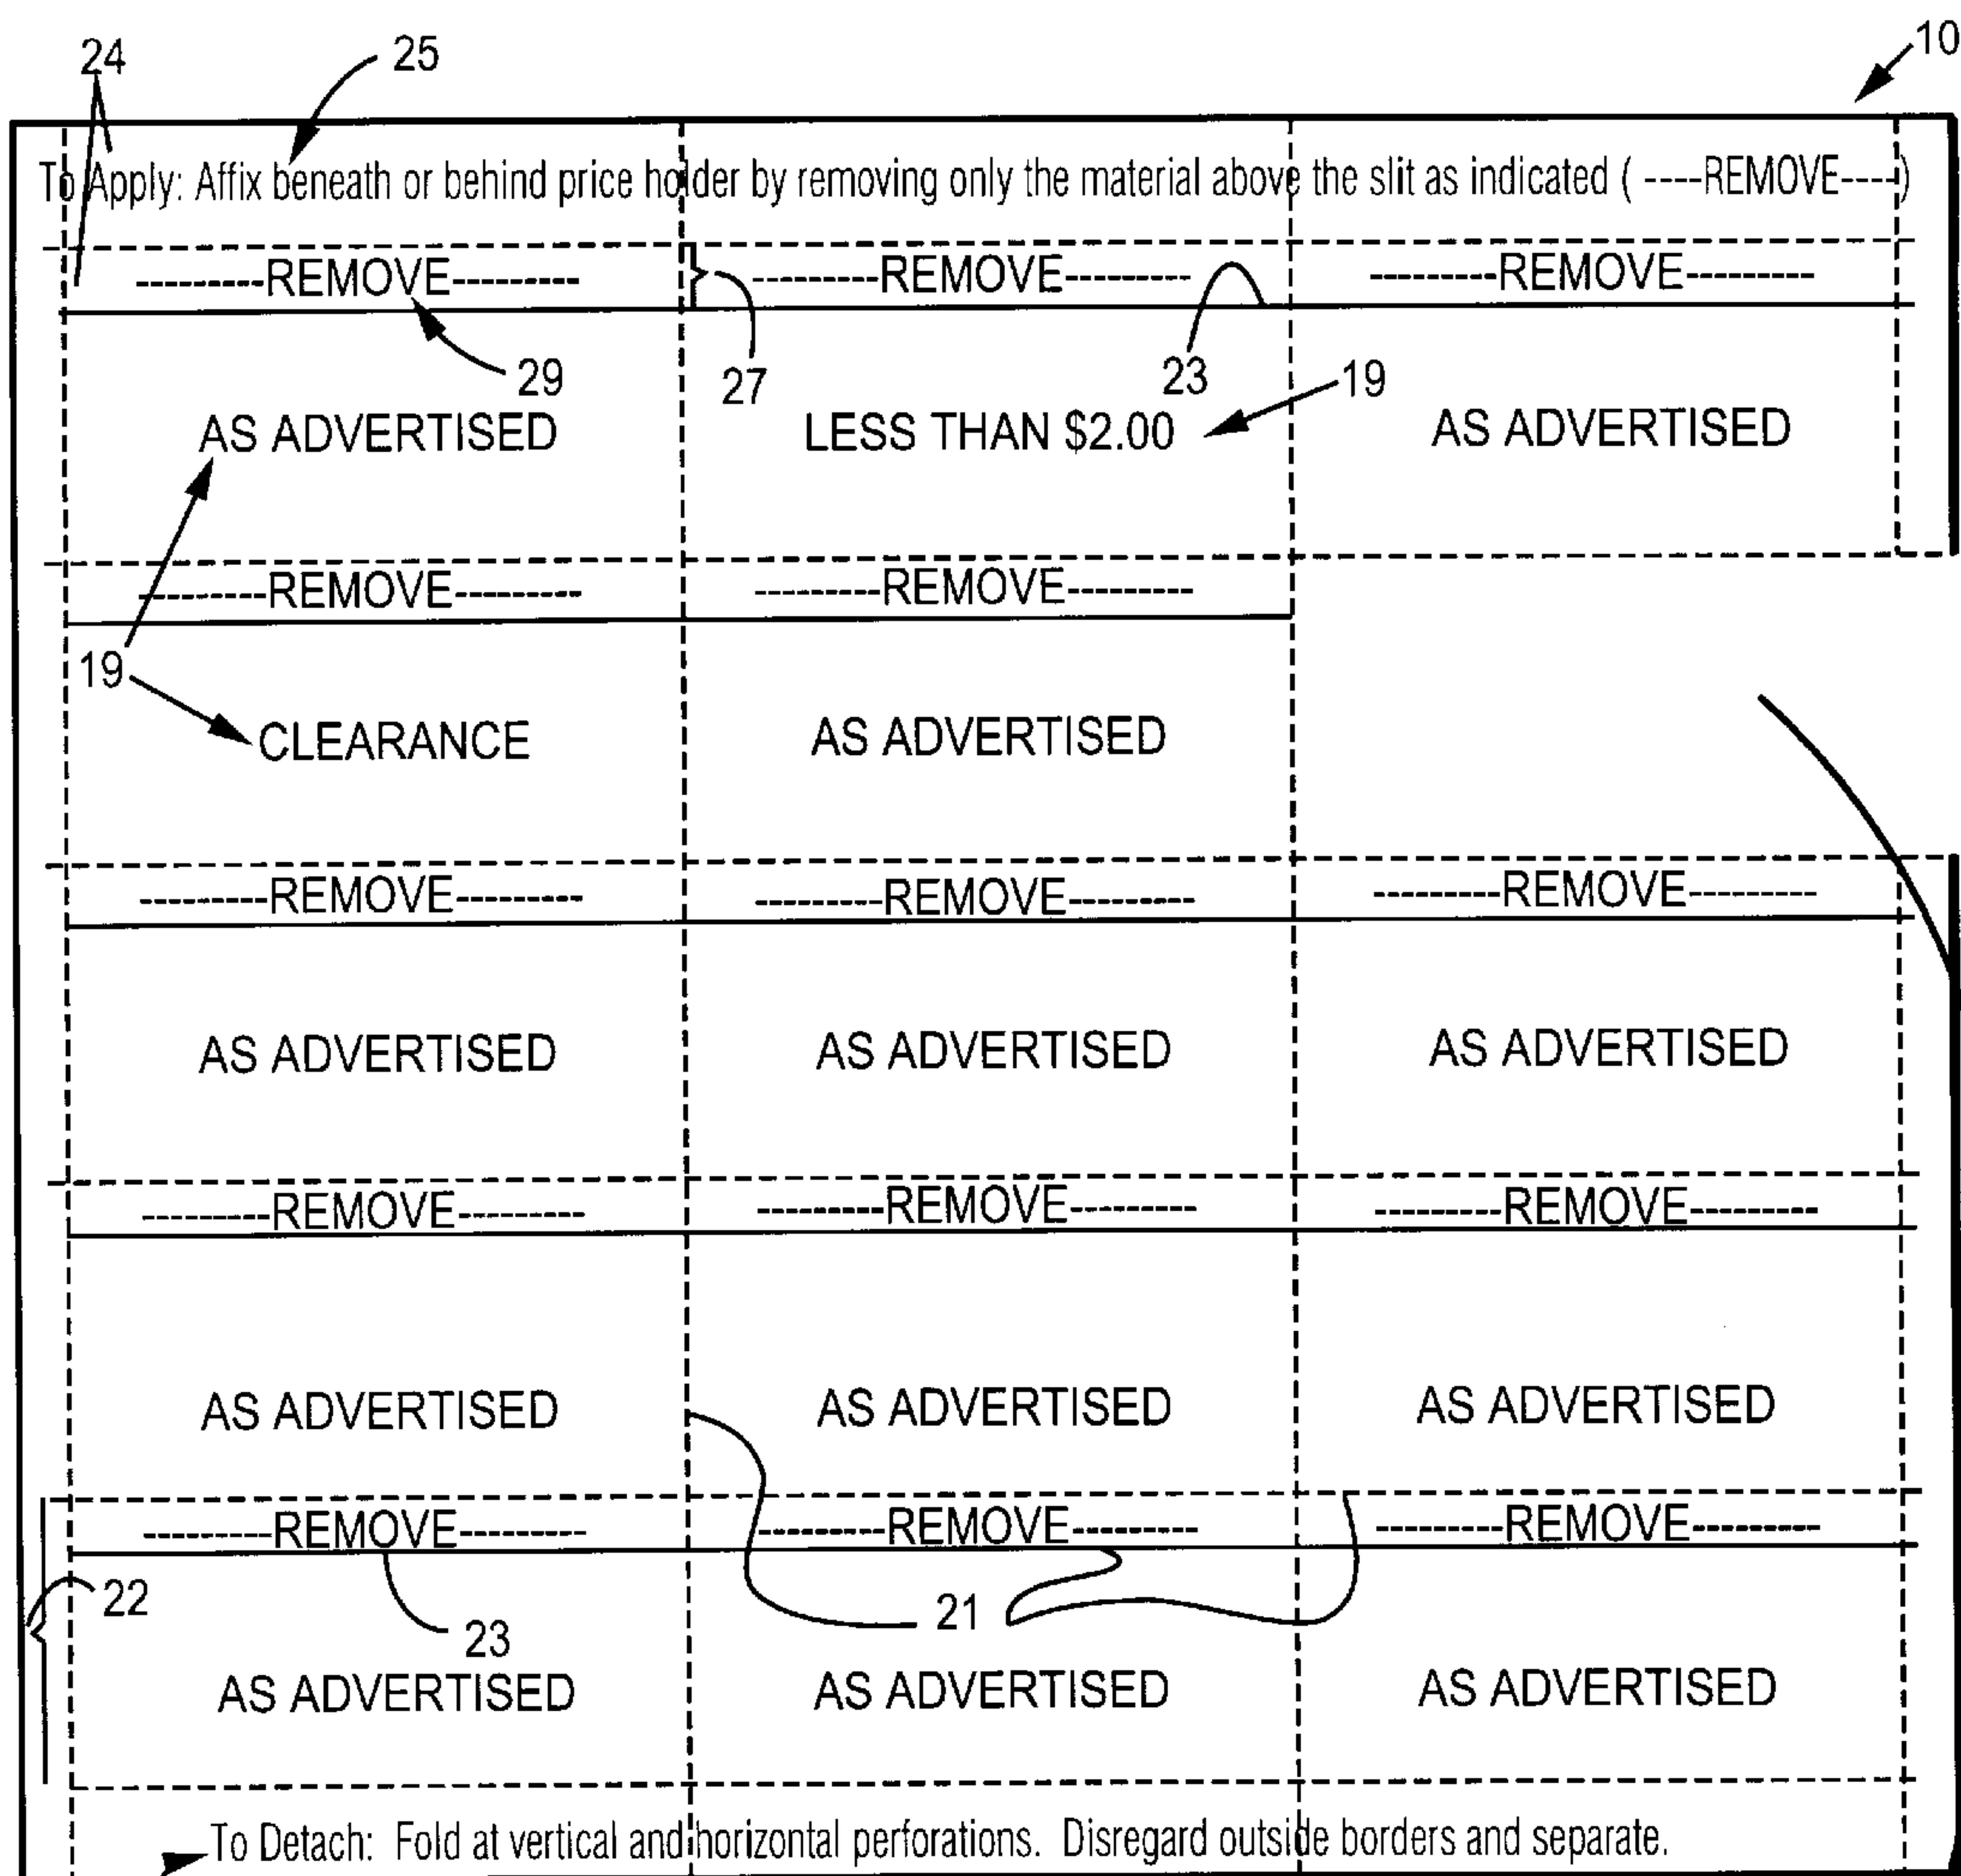 24 25 10
To Apply: Affix beneath or behind price holder by removing only the material above the slit as indicated ( ----REMOVE----)
---------REMOVE--------- ---------REMOVE--------- ---------REMOVE---------
29 27 23 19
AS ADVERTISED LESS THAN $2.00 AS ADVERTISED
---------REMOVE--------- ---------REMOVE---------
19
CLEARANCE AS ADVERTISED
---------REMOVE--------- ---------REMOVE--------- ---------REMOVE---------
AS ADVERTISED AS ADVERTISED AS ADVERTISED
---------REMOVE--------- ---------REMOVE--------- ---------REMOVE---------
AS ADVERTISED AS ADVERTISED AS ADVERTISED
---------REMOVE--------- ---------REMOVE--------- ---------REMOVE---------
22 23 21
AS ADVERTISED AS ADVERTISED AS ADVERTISED
To Detach: Fold at vertical and horizontal perforations. Disregard outside borders and separate.